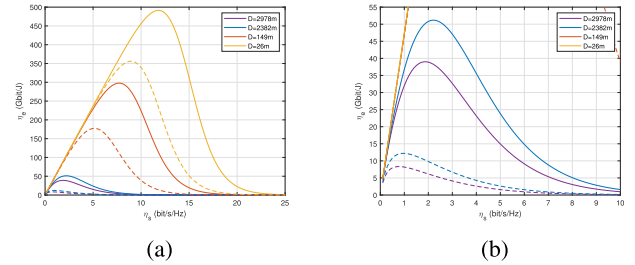 500
450
400
350
300
250
200
150
100
50
0
η_e (Gbit/J)
0 5 10 15 20 25
η_s (bit/s/Hz)
D=2978m
D=2382m
D=149m
D=26m
(a)
55
50
45
40
35
30
25
20
15
10
5
0
η_e (Gbit/J)
0 1 2 3 4 5 6 7 8 9 10
η_s (bit/s/Hz)
D=2978m
D=2382m
D=149m
D=26m
(b)